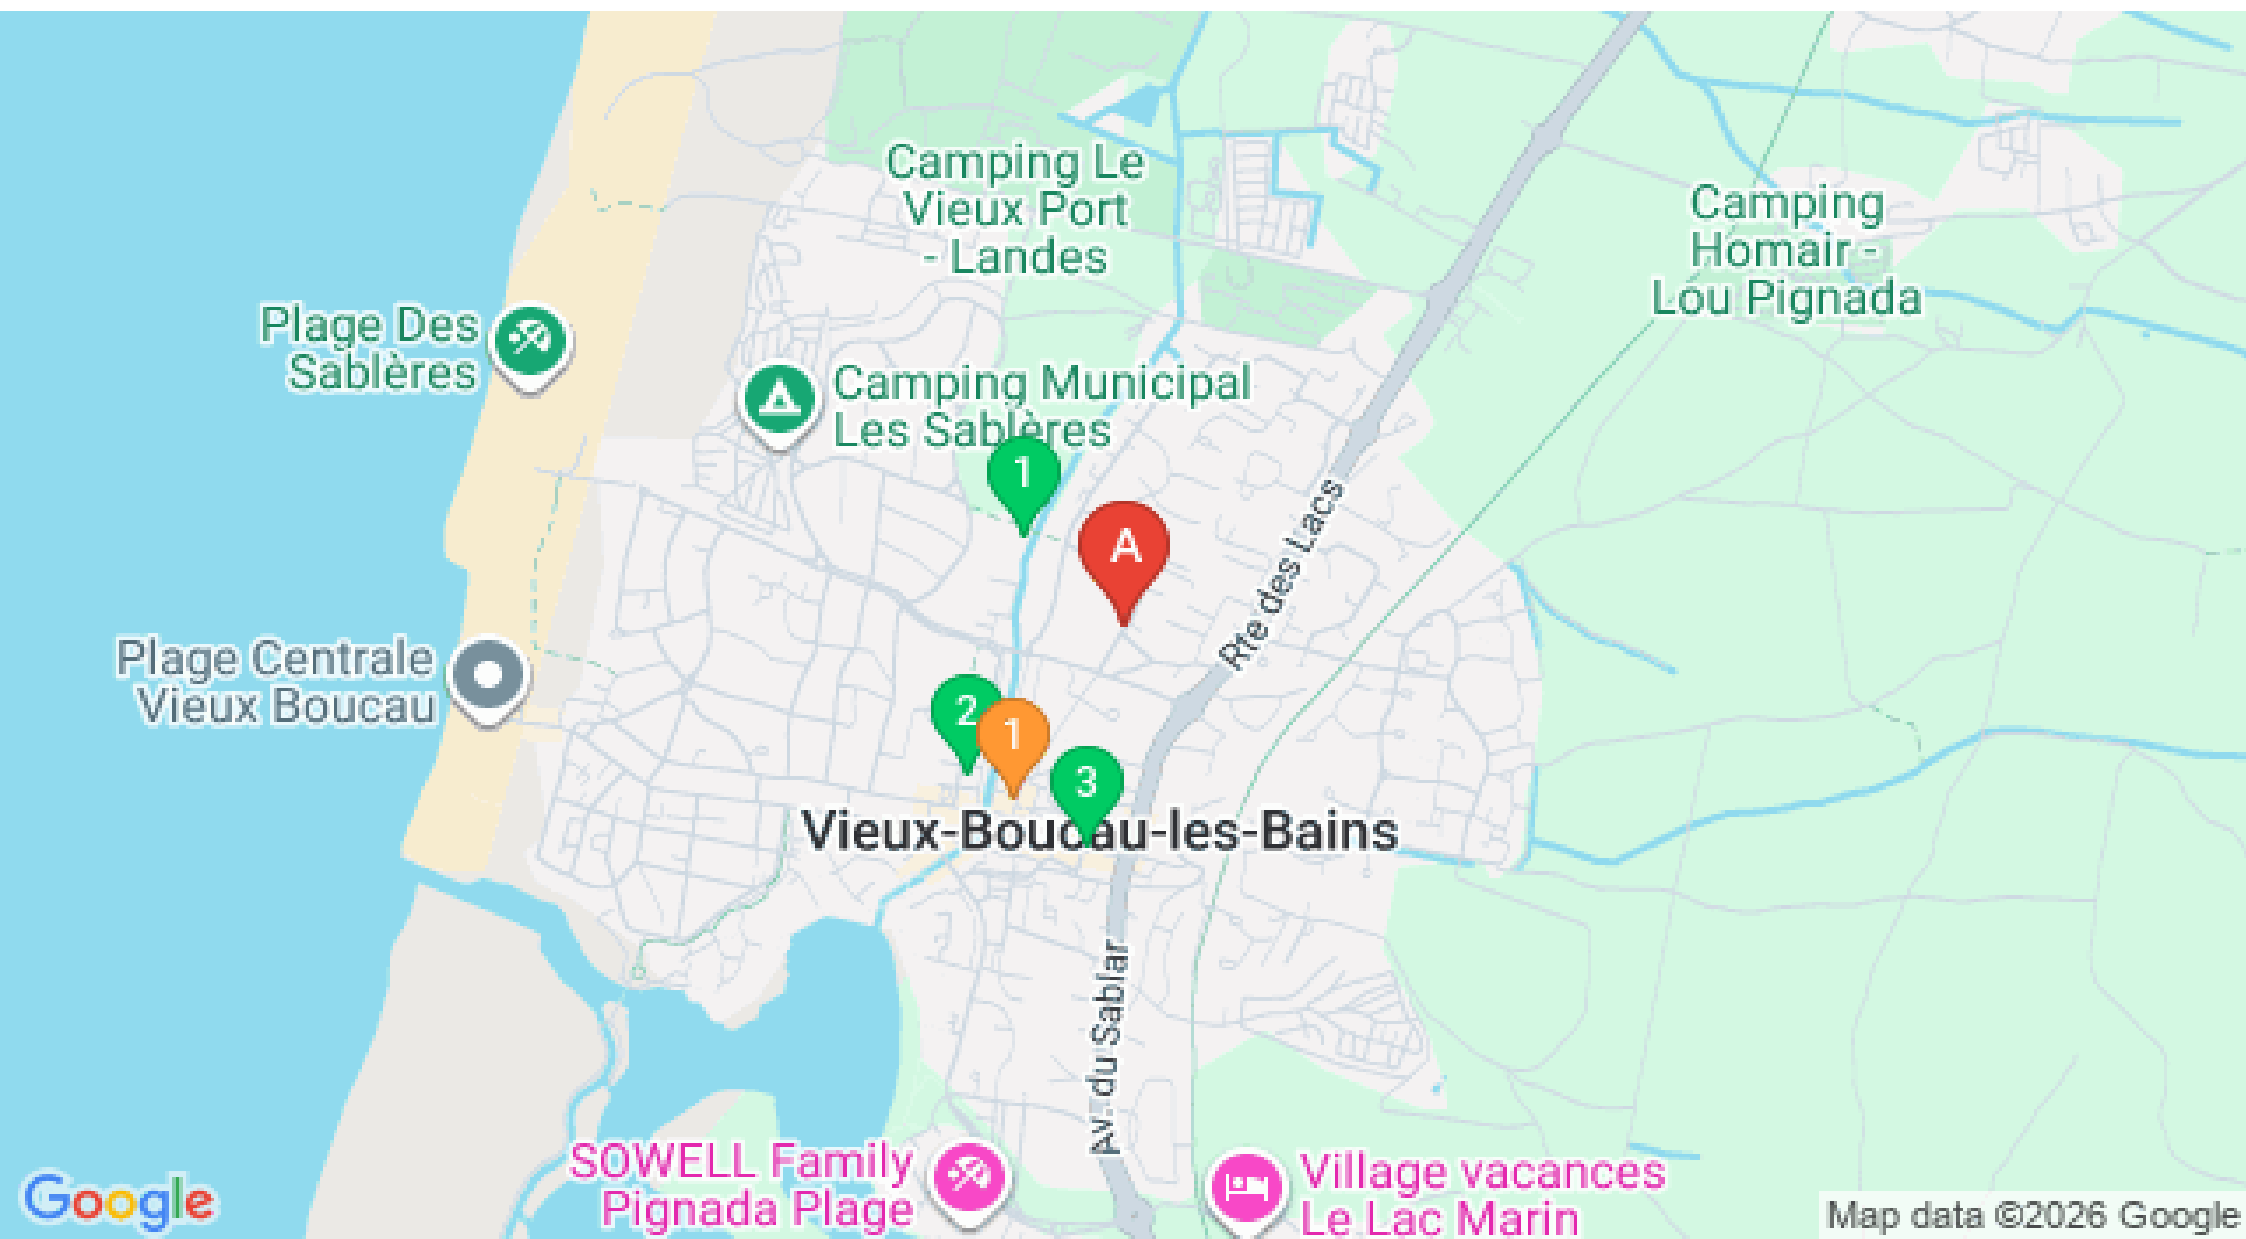 Camping Le
Vieux Port
- Landes
Camping
Homair -
Lou Pignada
Plage Des
Sablères
Camping Municipal
Les Sablères
1
A
Rte des Lacs
Plage Centrale
Vieux Boucau
2
1
3
Vieux-Boucau-les-Bains
Av. du Sablar
SOWELL Family
Pignada Plage
Village vacances
Le Lac Marin
Google
Map data ©2026 Google